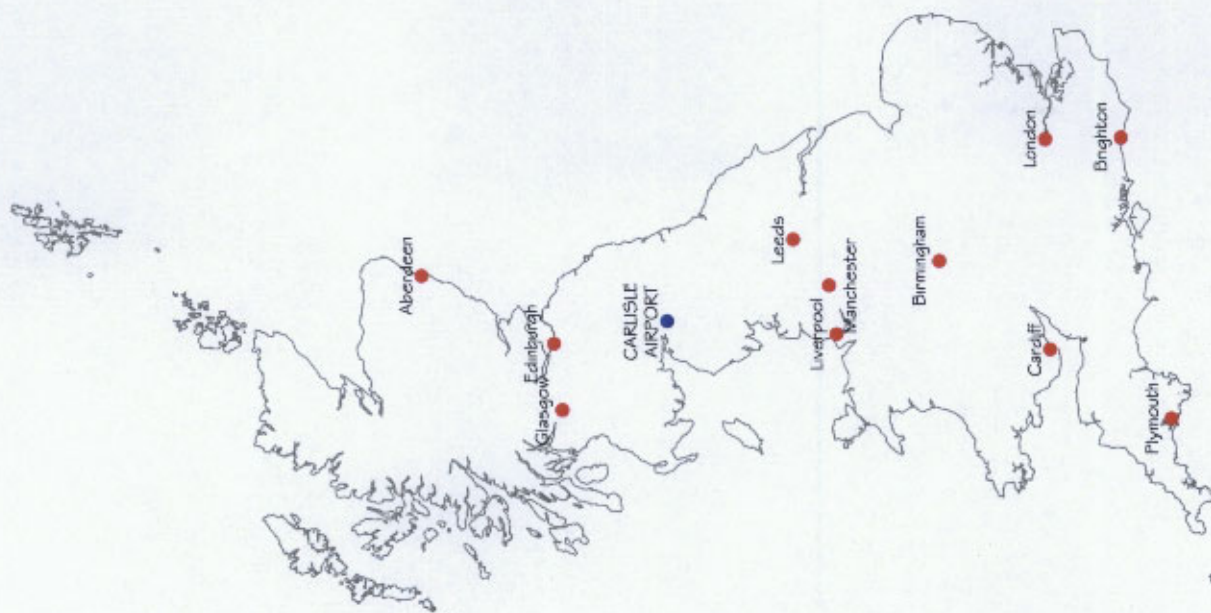 Aberdeen
Edinburgh
Glasgow
CARLISLE
AIRPORT
Leeds
Liverpool
Manchester
Birmingham
London
Cardiff
Brighton
Plymouth